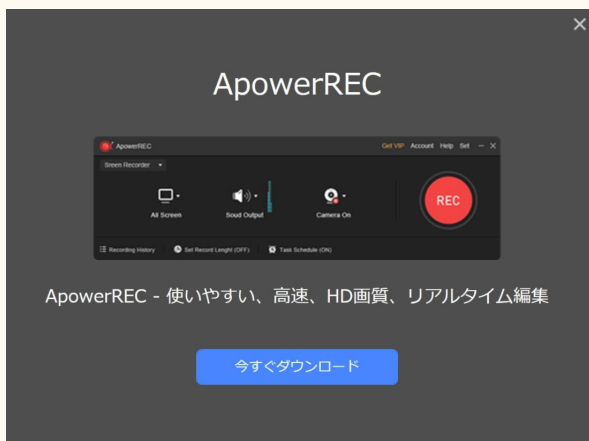 ApowerREC
ApowerREC
Get VIP Account Help Set
Sreen Recorder
All Screen
Soud Output
Camera On
REC
Recording History
Set Record Lenght (OFF)
Task Schedule (ON)
ApowerREC - 使いやすい、高速、HD画質、リアルタイム編集
今すぐダウンロード